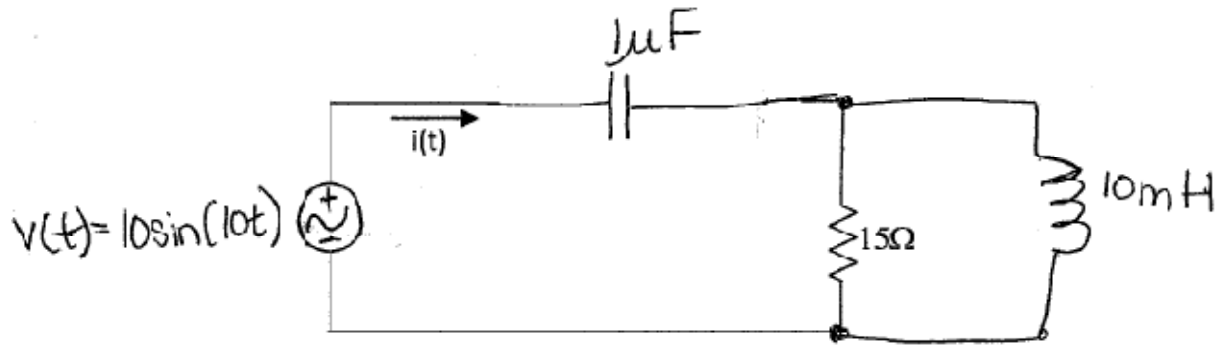 1μF
i(t)
v(t)= 10sin(10t)
+
-
15Ω
10mH